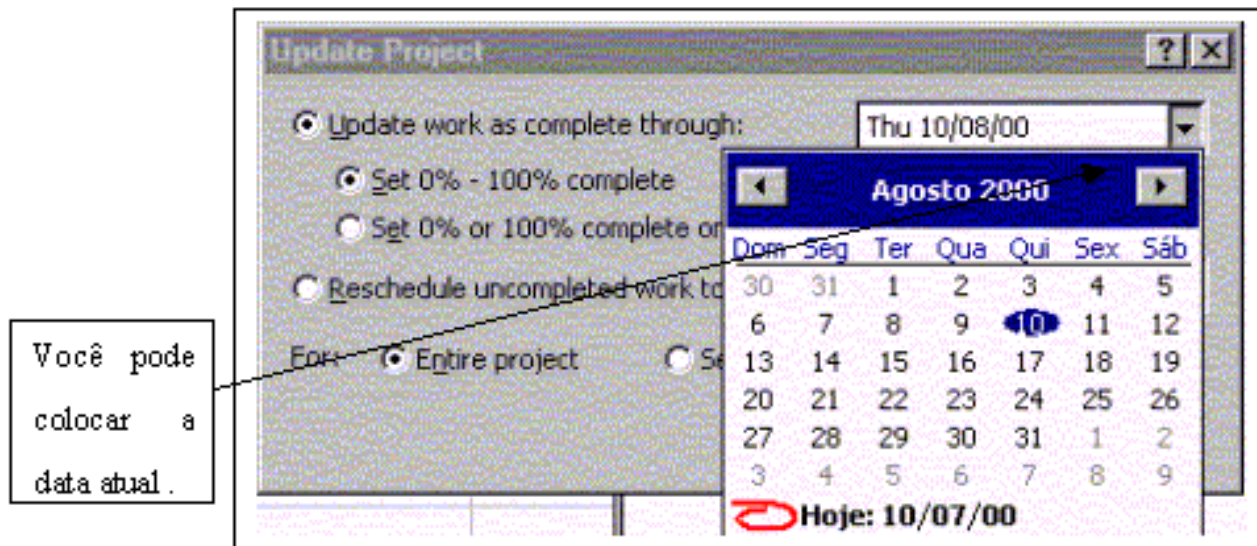 Update Project
Update work as complete through:
Thu 10/08/00
Set 0% - 100% complete
Set 0% or 100% complete
Reschedule uncompleted work to
For:
Entire project
Agosto 2000
Dom Seg Ter Qua Qui Sex Sáb
30 31 1 2 3 4 5
6 7 8 9 10 11 12
13 14 15 16 17 18 19
20 21 22 23 24 25 26
27 28 29 30 31 1 2
3 4 5 6 7 8 9
Hoje: 10/07/00
Você pode
colocar a
data atual.